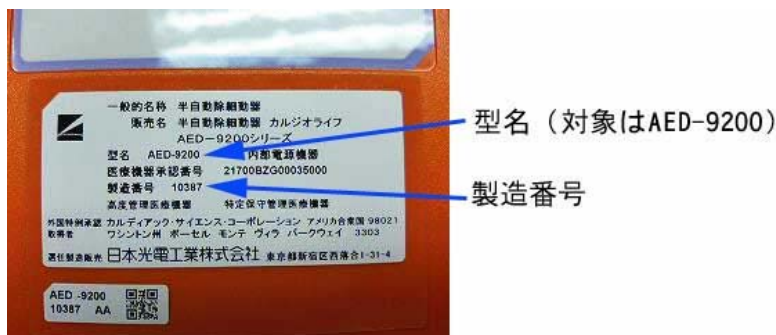 一般的名称 半自動除細動器
販売名 半自動除細動器 カルジオライフ
AED-9200シリーズ
型名 AED-9200 内部電源機器
医療機器承認番号 21700BZG00035000
製造番号 10387
高度管理医療機器 特定保守管理医療機器
外国特例承認取得者 カルディアック・サイエンス・コーポレーション アメリカ合衆国 98021
ワシントン州 ボーセル モンテ ヴィラ パークウェイ 3303
選任製造販売 日本光電工業株式会社 東京都新宿区西落合1-31-4
AED-9200
10387 AA
型名(対象はAED-9200)
製造番号